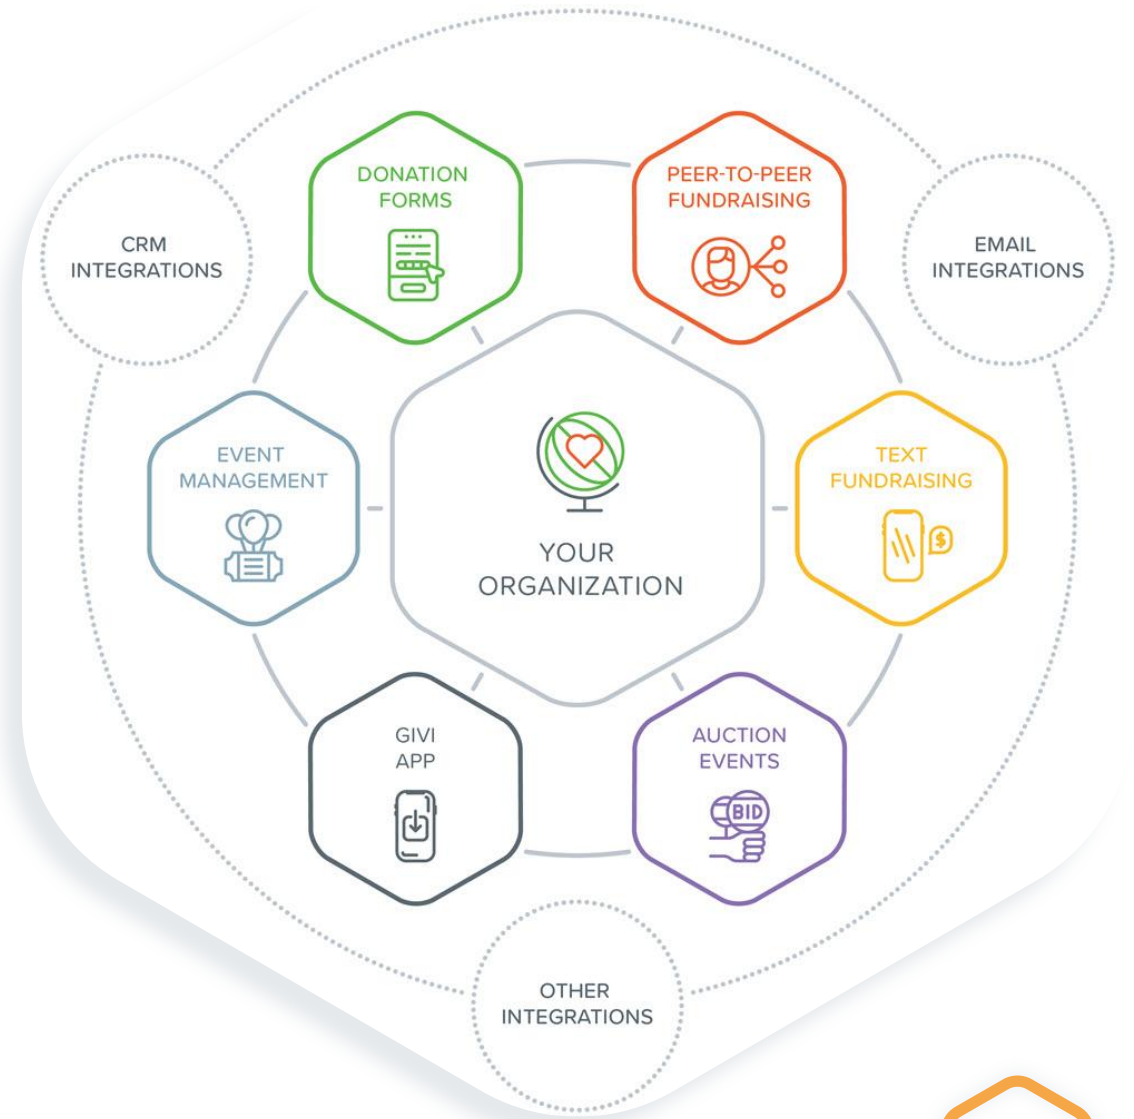 DONATION
FORMS
PEER-TO-PEER
FUNDRAISING
CRM
INTEGRATIONS
EMAIL
INTEGRATIONS
EVENT
MANAGEMENT
TEXT
FUNDRAISING
$
YOUR
ORGANIZATION
GIVI
APP
AUCTION
EVENTS
BID
OTHER
INTEGRATIONS